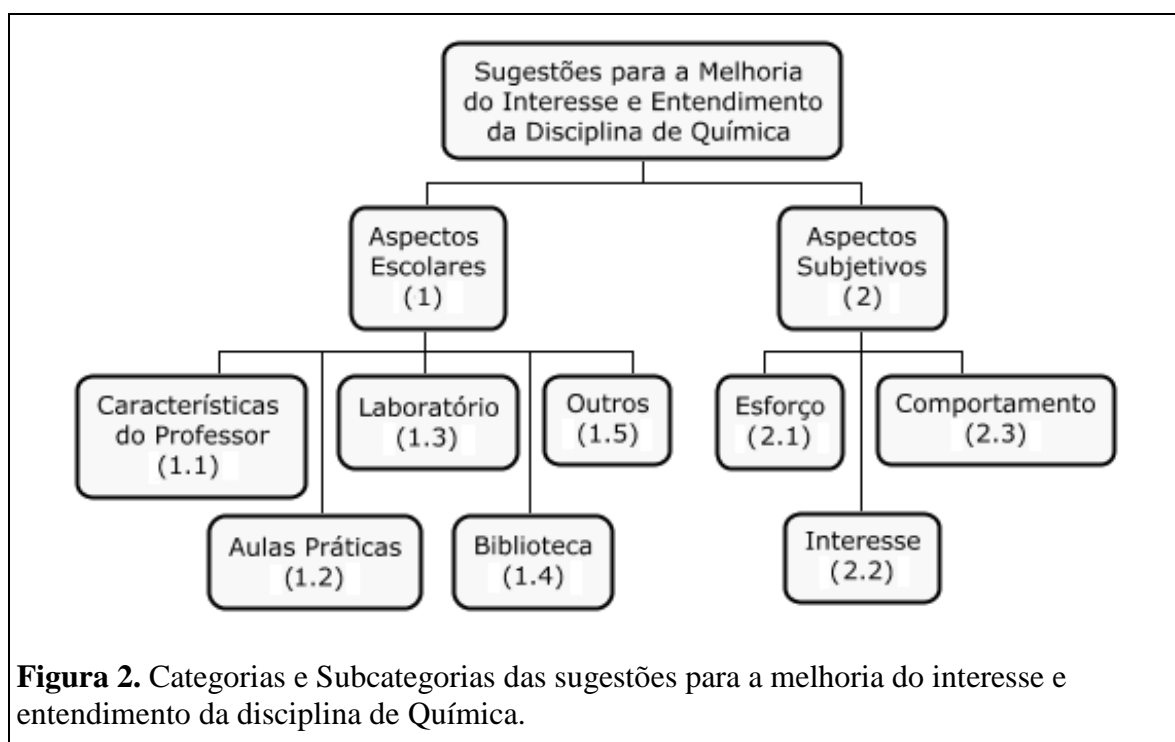 Sugestões para a Melhoria
do Interesse e Entendimento
da Disciplina de Química
Aspectos
Escolares
(1)
Aspectos
Subjetivos
(2)
Características
do Professor
(1.1)
Laboratório
(1.3)
Outros
(1.5)
Esforço
(2.1)
Comportamento
(2.3)
Aulas Práticas
(1.2)
Biblioteca
(1.4)
Interesse
(2.2)
Figura 2. Categorias e Subcategorias das sugestões para a melhoria do interesse e
entendimento da disciplina de Química.